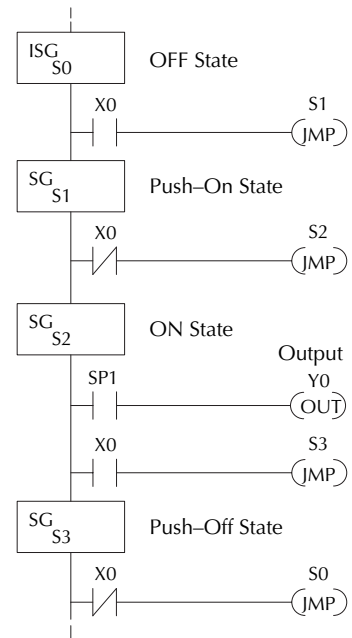 ISG
S0
OFF State
X0
S1
JMP
SG
S1
Push–On State
X0
S2
JMP
SG
S2
ON State
Output
SP1
Y0
OUT
X0
S3
JMP
SG
S3
Push–Off State
X0
S0
JMP